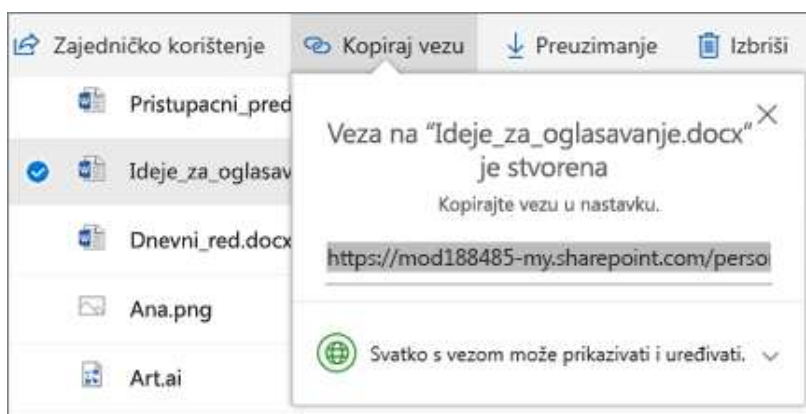 Zajedničko korištenje Kopiraj vezu Preuzimanje Izbriši
Pristupacni_pred
Ideje_za_oglasav
Dnevni_red.docx
Ana.png
Art.ai
Veza na "Ideje_za_oglasavanje.docx"
je stvorena
Kopirajte vezu u nastavku.
https://mod188485-my.sharepoint.com/perso
Svatko s vezom može prikazivati i uređivati.